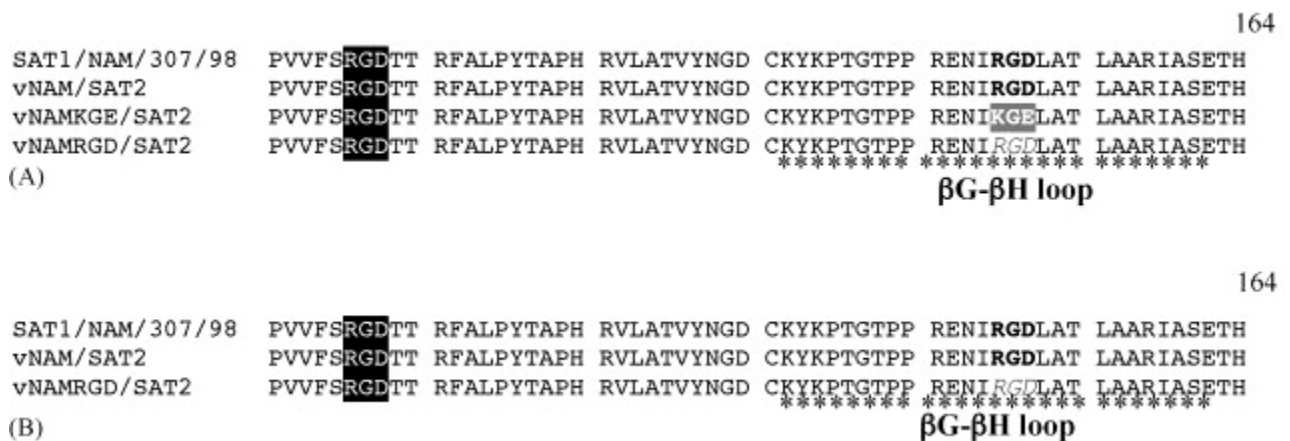 164
SAT1/NAM/307/98 PVVFSRGDTT RFALPYTAPH RVLATVYNGD CKYKPTGTPP RENIRGDLAT LAARIASETH
vNAM/SAT2 PVVFSRGDTT RFALPYTAPH RVLATVYNGD CKYKPTGTPP RENIRGDLAT LAARIASETH
vNAMKGE/SAT2 PVVFSRGDTT RFALPYTAPH RVLATVYNGD CKYKPTGTPP RENIKGELAT LAARIASETH
vNAMRGD/SAT2 PVVFSRGDTT RFALPYTAPH RVLATVYNGD CKYKPTGTPP RENIRGDLAT LAARIASETH
(A) ********* ********** *******
βG-βH loop
164
SAT1/NAM/307/98 PVVFSRGDTT RFALPYTAPH RVLATVYNGD CKYKPTGTPP RENIRGDLAT LAARIASETH
vNAM/SAT2 PVVFSRGDTT RFALPYTAPH RVLATVYNGD CKYKPTGTPP RENIRGDLAT LAARIASETH
vNAMRGD/SAT2 PVVFSRGDTT RFALPYTAPH RVLATVYNGD CKYKPTGTPP RENIRGDLAT LAARIASETH
********* ********** *******
(B) βG-βH loop